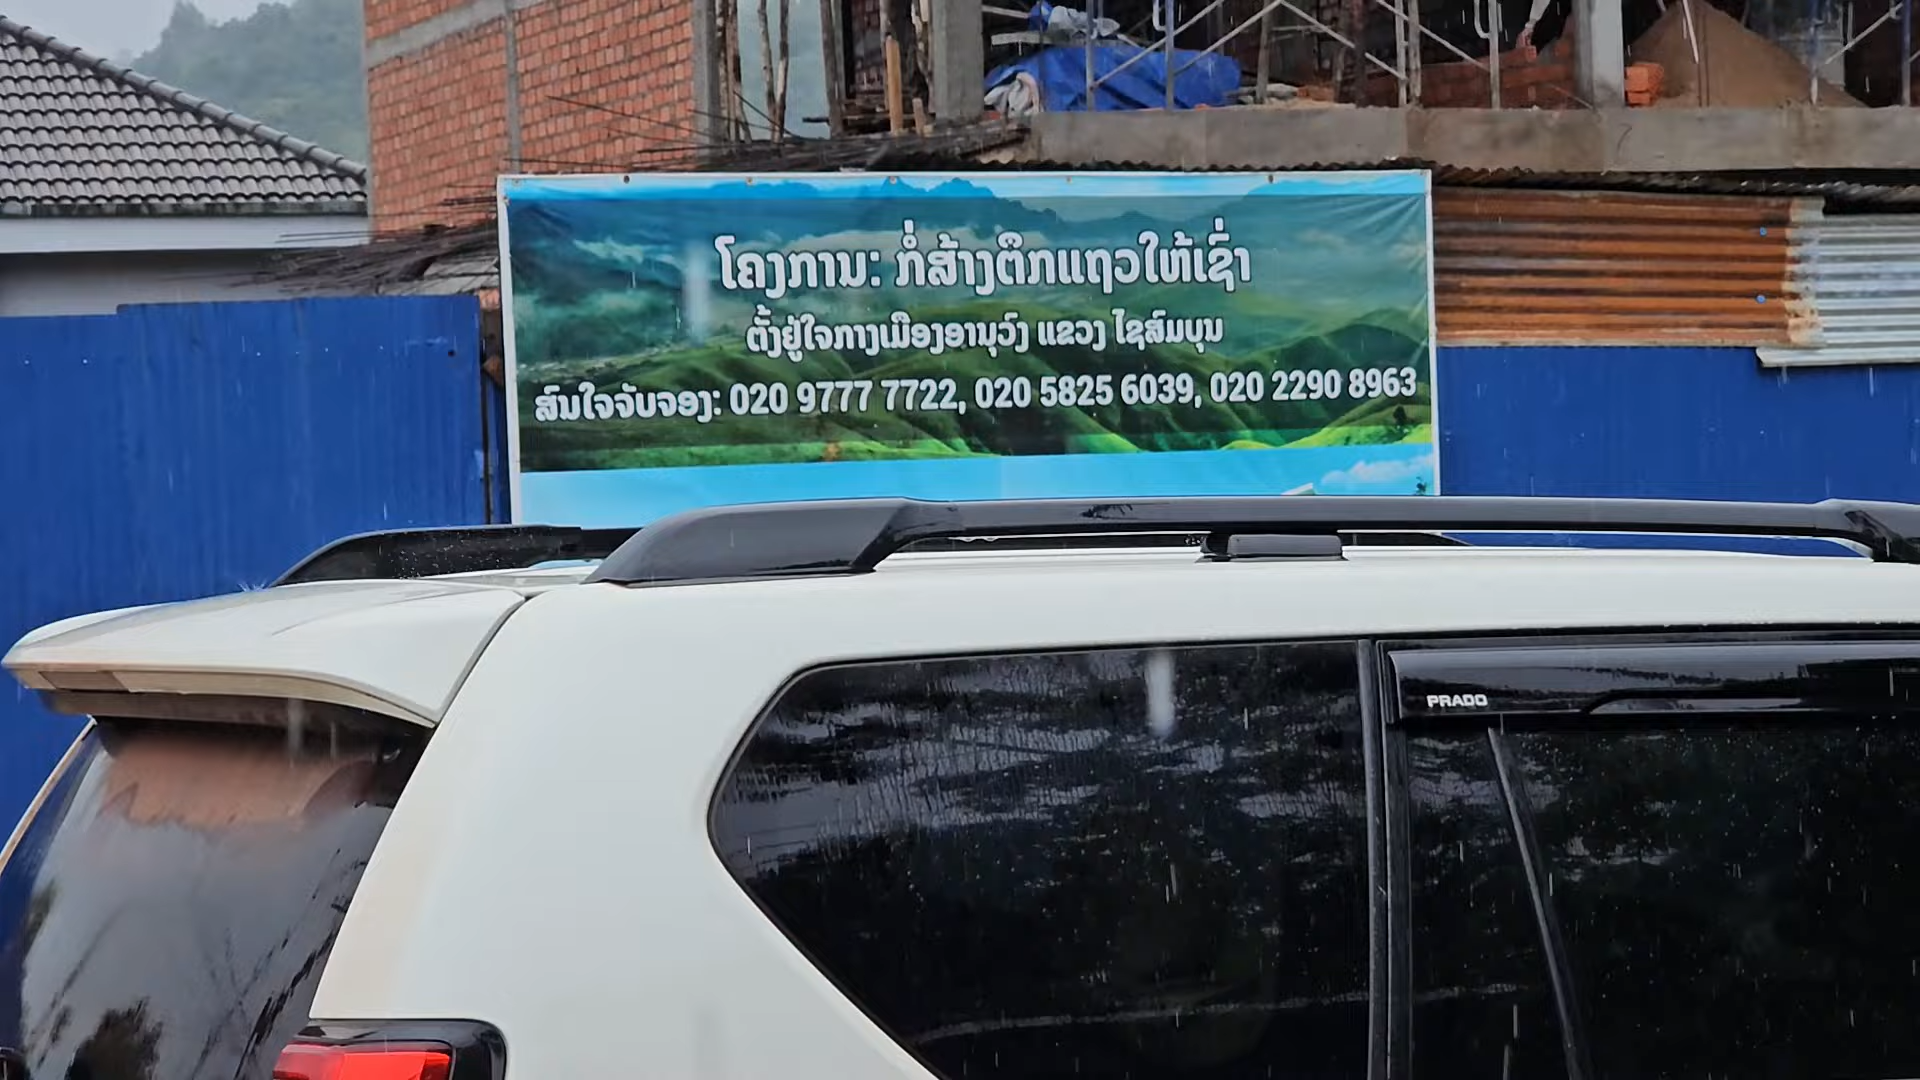 ໂຄງການ: ກໍ່ສ້າງຕຶກແຖວໃຫ້ເຊົ່າ
ຕັ້ງຢູ່ໃຈກາງເມືອງອານຸວົງ ແຂວງ ໄຊສົມບູນ
ສົນໃຈຈັບຈອງ: 020 9777 7722, 020 5825 6039, 020 2290 8963
PRADO